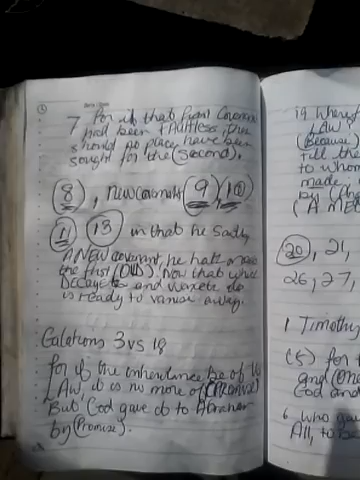 7 For if that first Covenant
had been faultless, then
should no place have been
sought for the (second).
(8), new covenants (9) (10)
(11) (13) in that he Sadly
A NEW covenant, he hath made
the first (OLD). Now that which
Decayeth and waxeth old
is ready to vanish away.
Galations 3 vs 18
for if the inheritance be of the
LAW, it is no more of (PROMISE)
But God gave it to Abraham
by (Promise).
19 Wherefore
LAW
(Because)
till the
to whom
made
by (
(A MED
(20), 21,
26, 27,
1 Timothy
(5) for
and (one
God and
6 who gave
All, to be